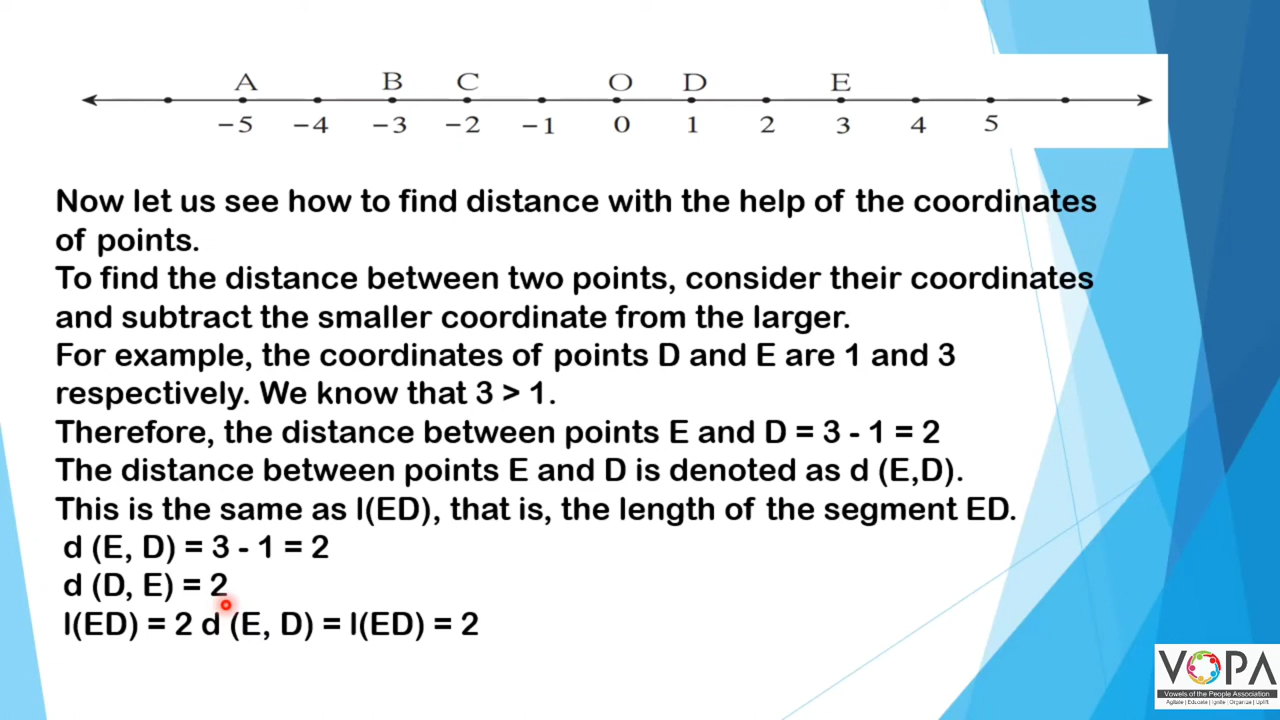 A B C O D E
−5 −4 −3 −2 −1 0 1 2 3 4 5
Now let us see how to find distance with the help of the coordinates
of points.
To find the distance between two points, consider their coordinates
and subtract the smaller coordinate from the larger.
For example, the coordinates of points D and E are 1 and 3
respectively. We know that 3 > 1.
Therefore, the distance between points E and D = 3 - 1 = 2
The distance between points E and D is denoted as d (E,D).
This is the same as l(ED), that is, the length of the segment ED.
d (E, D) = 3 - 1 = 2
d (D, E) = 2
l(ED) = 2 d (E, D) = l(ED) = 2
VOPA
Vowels of the People Association
Agitate | Educate | Ignite | Organize | Uplift